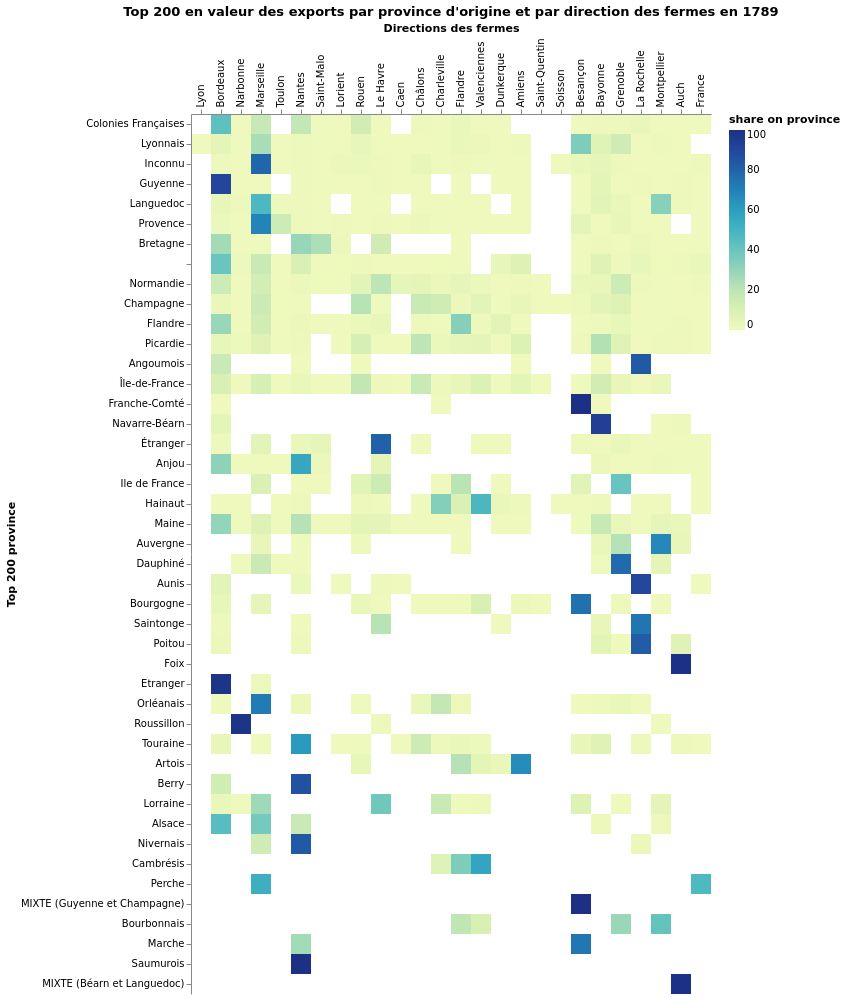 Top 200 en valeur des exports par province d'origine et par direction des fermes en 1789
Directions des fermes
Lyon
Bordeaux
Narbonne
Marseille
Toulon
Nantes
Saint-Malo
Lorient
Rouen
Le Havre
Caen
Châlons
Charleville
Flandre
Valenciennes
Dunkerque
Amiens
Saint-Quentin
Soisson
Besançon
Bayonne
Grenoble
La Rochelle
Montpellier
Auch
France
share on province
100
80
60
40
20
0
Top 200 province
Colonies Françaises
Lyonnais
Inconnu
Guyenne
Languedoc
Provence
Bretagne
Normandie
Champagne
Flandre
Picardie
Angoumois
Île-de-France
Franche-Comté
Navarre-Béarn
Étranger
Anjou
Ile de France
Hainaut
Maine
Auvergne
Dauphiné
Aunis
Bourgogne
Saintonge
Poitou
Foix
Etranger
Orléanais
Roussillon
Touraine
Artois
Berry
Lorraine
Alsace
Nivernais
Cambrésis
Perche
MIXTE (Guyenne et Champagne)
Bourbonnais
Marche
Saumurois
MIXTE (Béarn et Languedoc)